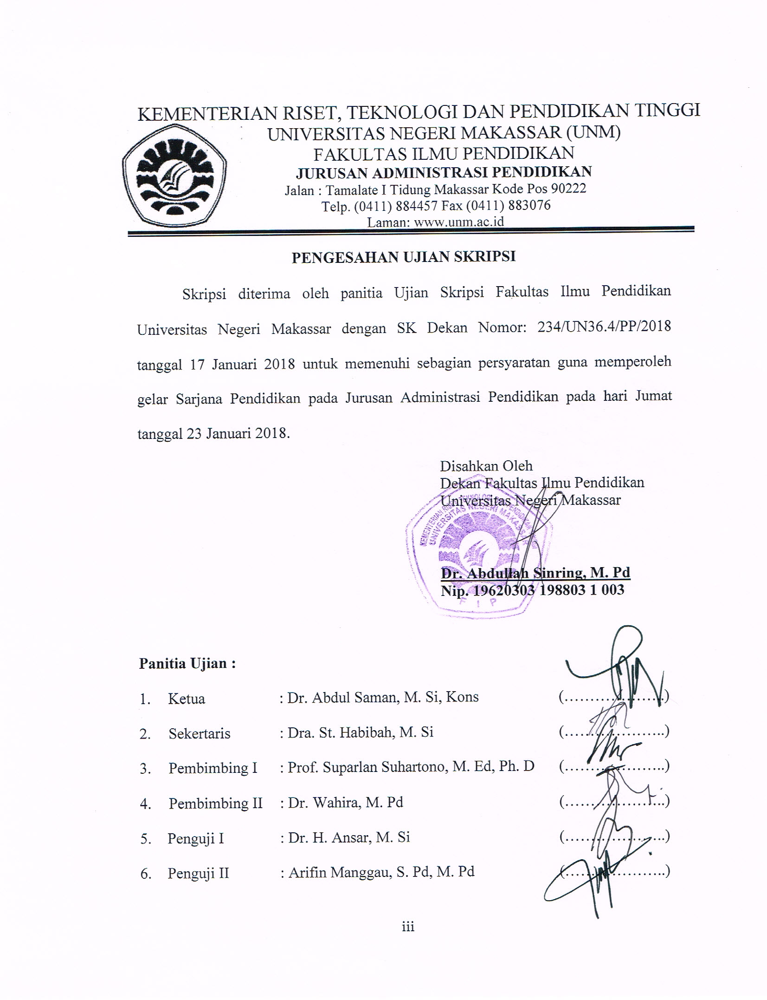 KEMENTERIAN RISET, TEKNOLOGI DAN PENDIDIKAN TINGGI
UNIVERSITAS NEGERI MAKASSAR (UNM)
FAKULTAS ILMU PENDIDIKAN
JURUSAN ADMINISTRASI PENDIDIKAN
Jalan : Tamalate I Tidung Makassar Kode Pos 90222
Telp. (0411) 884457 Fax (0411) 883076
Laman: www.unm.ac.id
PENGESAHAN UJIAN SKRIPSI
Skripsi diterima oleh panitia Ujian Skripsi Fakultas Ilmu Pendidikan
Universitas Negeri Makassar dengan SK Dekan Nomor: 234/UN36.4/PP/2018
tanggal 17 Januari 2018 untuk memenuhi sebagian persyaratan guna memperoleh
gelar Sarjana Pendidikan pada Jurusan Administrasi Pendidikan pada hari Jumat
tanggal 23 Januari 2018.
Disahkan Oleh
Dekan Fakultas Ilmu Pendidikan
Universitas Negeri Makassar
KEMENTERIAN RISET, TEKNOLOGI DAN PENDIDIKAN
UNIVERSITAS NEGERI MAKASSAR
Dr. Abdullah Sinring, M. Pd
Nip. 19620303 198803 1 003
F I P
Panitia Ujian :
1. Ketua : Dr. Abdul Saman, M. Si, Kons (....................)
2. Sekertaris : Dra. St. Habibah, M. Si (....................)
3. Pembimbing I : Prof. Suparlan Suhartono, M. Ed, Ph. D (....................)
4. Pembimbing II : Dr. Wahira, M. Pd (....................)
5. Penguji I : Dr. H. Ansar, M. Si (....................)
6. Penguji II : Arifin Manggau, S. Pd, M. Pd (....................)
iii